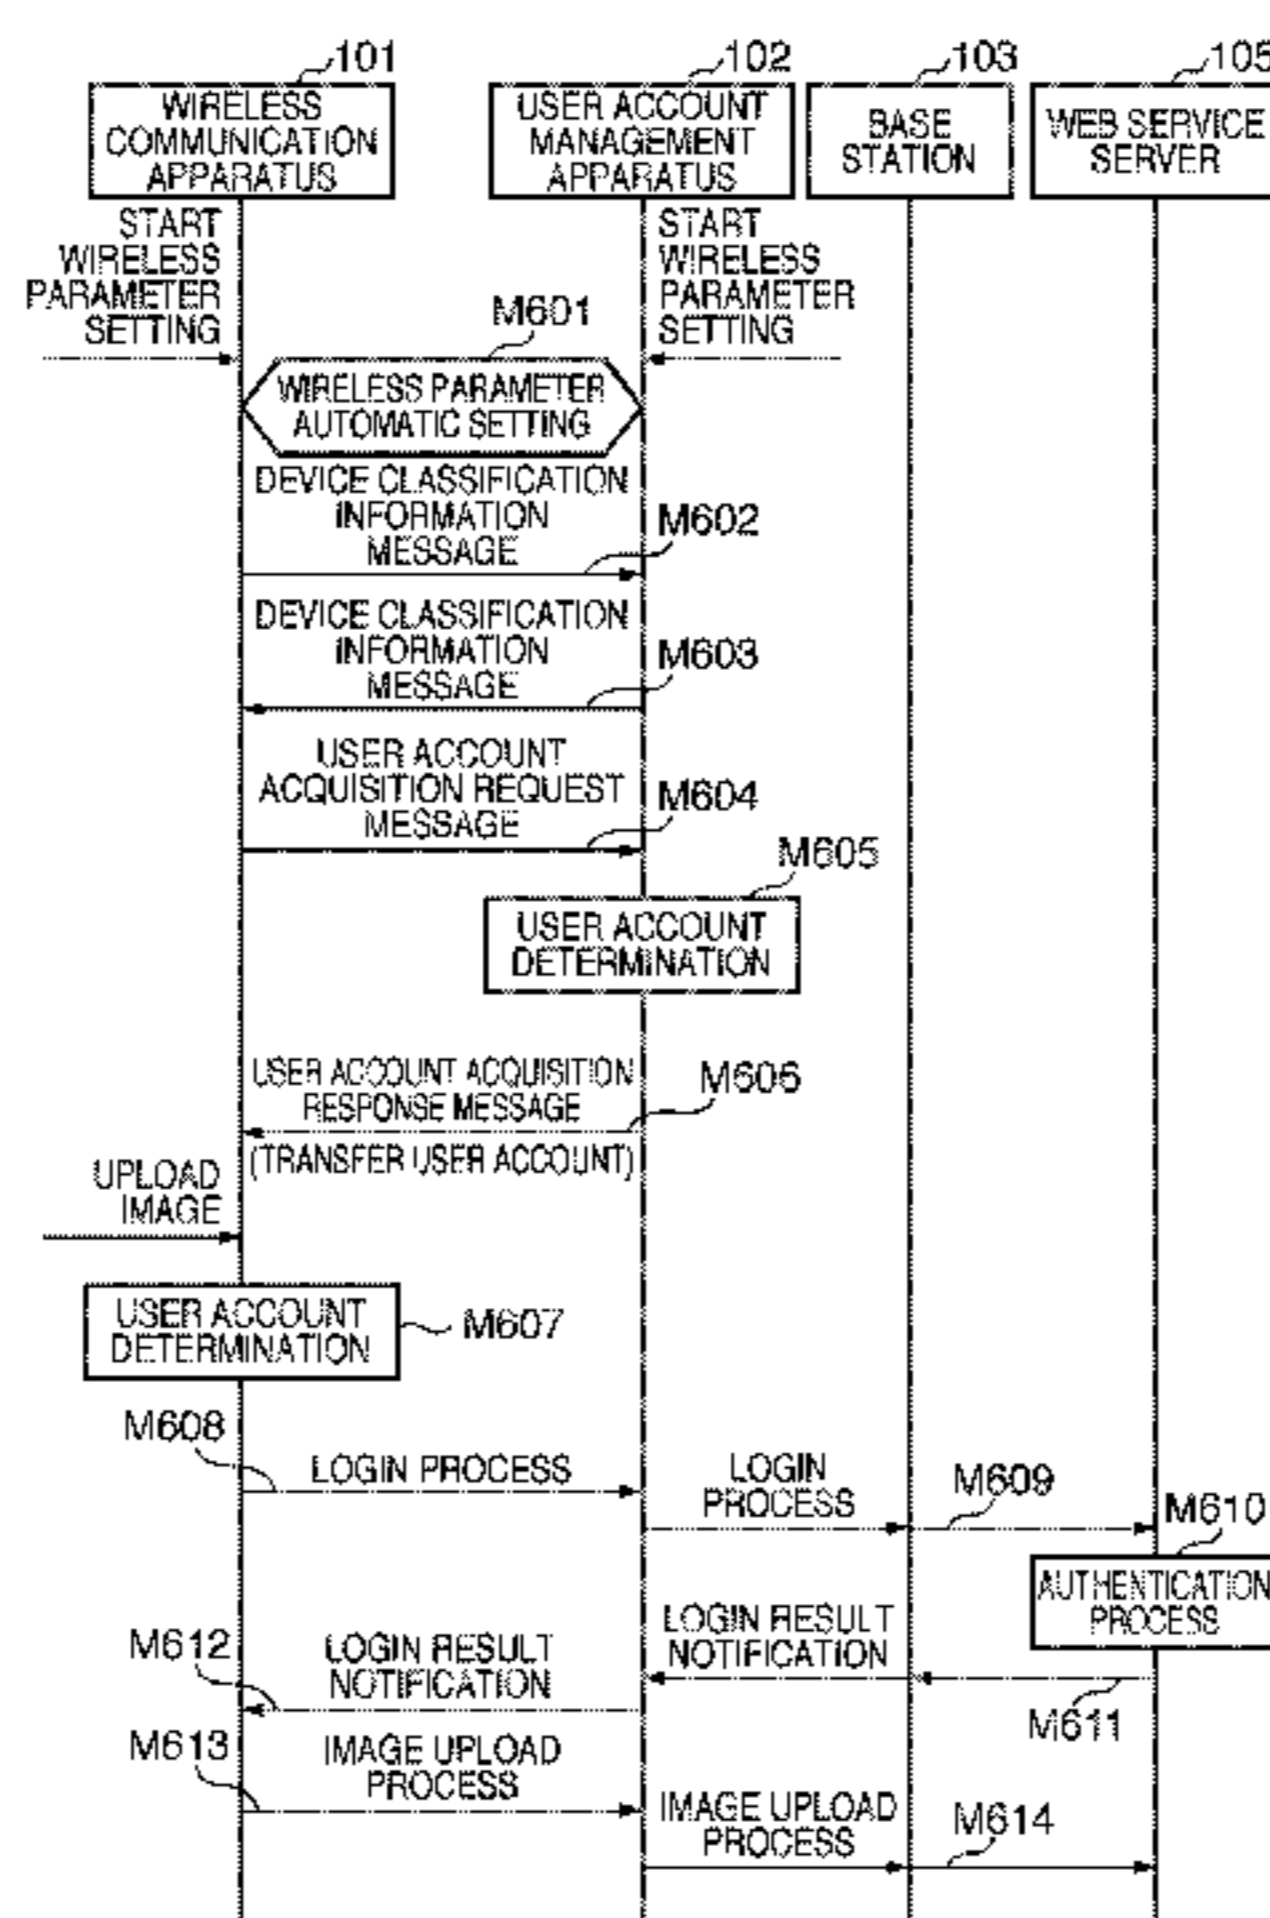 101
102
103
105
WIRELESS
COMMUNICATION
APPARATUS
USER ACCOUNT
MANAGEMENT
APPARATUS
BASE
STATION
WEB SERVICE
SERVER
START
WIRELESS
PARAMETER
SETTING
START
WIRELESS
PARAMETER
SETTING
M601
WIRELESS PARAMETER
AUTOMATIC SETTING
DEVICE CLASSIFICATION
INFORMATION
MESSAGE
M602
DEVICE CLASSIFICATION
INFORMATION
MESSAGE
M603
USER ACCOUNT
ACQUISITION REQUEST
MESSAGE
M604
M605
USER ACCOUNT
DETERMINATION
USER ACCOUNT ACQUISITION
RESPONSE MESSAGE
M606
(TRANSFER USER ACCOUNT)
UPLOAD
IMAGE
USER ACCOUNT
DETERMINATION
M607
M608
LOGIN PROCESS
LOGIN
PROCESS
M609
M610
AUTHENTICATION
PROCESS
LOGIN RESULT
NOTIFICATION
M611
M612
LOGIN RESULT
NOTIFICATION
M613
IMAGE UPLOAD
PROCESS
IMAGE UPLOAD
PROCESS
M614